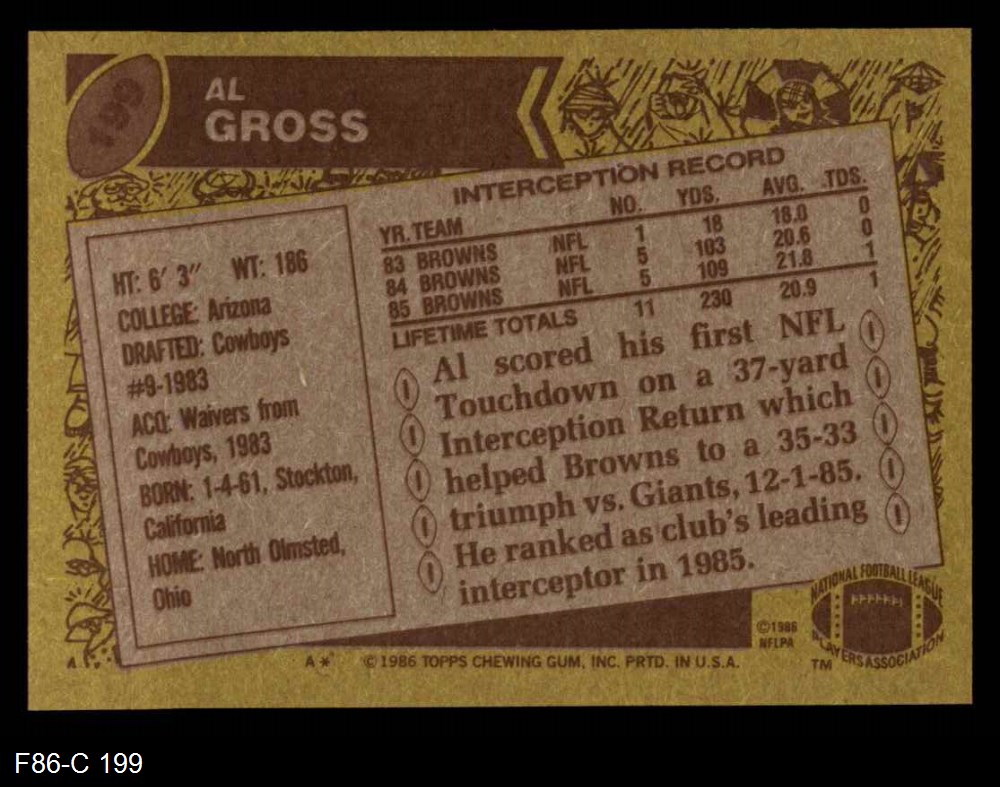 199
AL
GROSS
INTERCEPTION RECORD
YR. TEAM NO. YDS. AVG. TDS.
83 BROWNS NFL 1 18 18.0 0
84 BROWNS NFL 5 103 20.6 0
85 BROWNS NFL 5 109 21.8 1
LIFETIME TOTALS 11 230 20.9 1
HT: 6' 3" WT: 186
COLLEGE: Arizona
DRAFTED: Cowboys
#9-1983
ACQ: Waivers from
Cowboys, 1983
BORN: 1-4-61, Stockton,
California
HOME: North Olmsted,
Ohio
Al scored his first NFL
Touchdown on a 37-yard
Interception Return which
helped Browns to a 35-33
triumph vs. Giants, 12-1-85.
He ranked as club's leading
interceptor in 1985.
©1986
NFLPA
NATIONAL FOOTBALL LEAGUE
PLAYERS ASSOCIATION
TM
A * © 1986 TOPPS CHEWING GUM, INC. PRTD. IN U.S.A.
F86-C 199